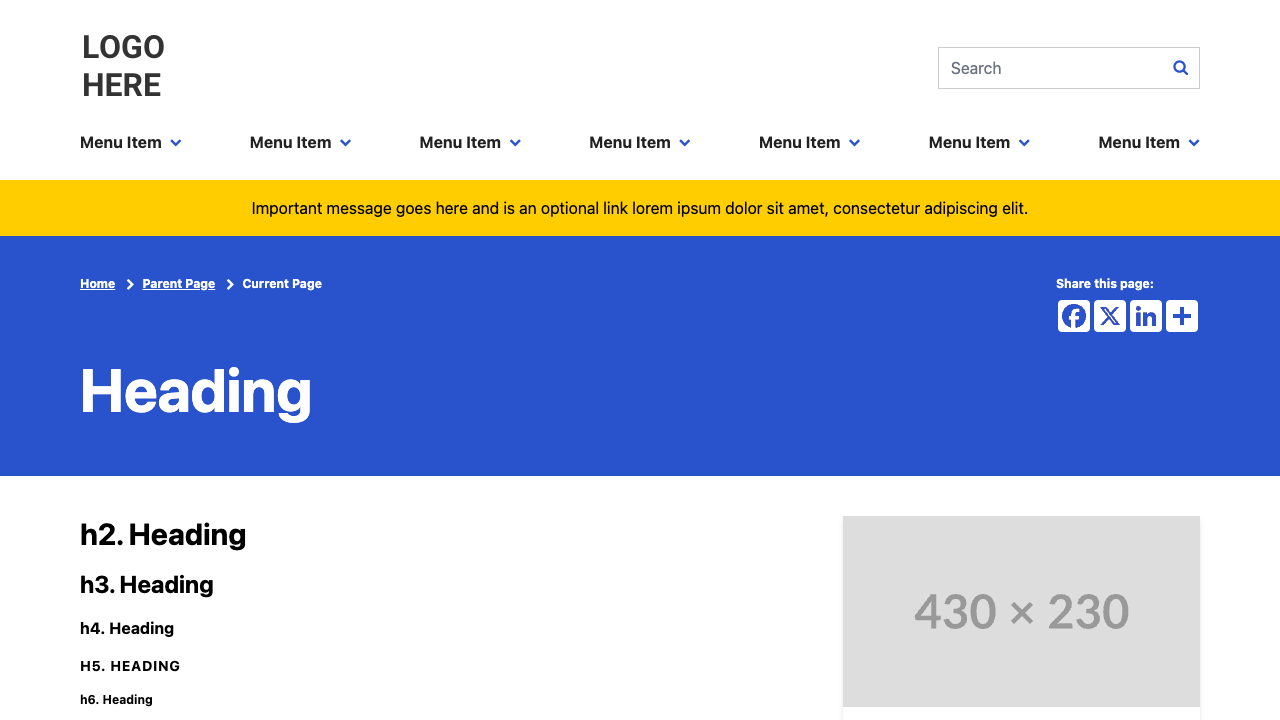 LOGO
HERE
Search
Menu Item Menu Item Menu Item Menu Item Menu Item Menu Item Menu Item
Important message goes here and is an optional link lorem ipsum dolor sit amet, consectetur adipiscing elit.
Home Parent Page Current Page
Share this page:
Heading
h2. Heading
h3. Heading
h4. Heading
H5. HEADING
h6. Heading
430 × 230